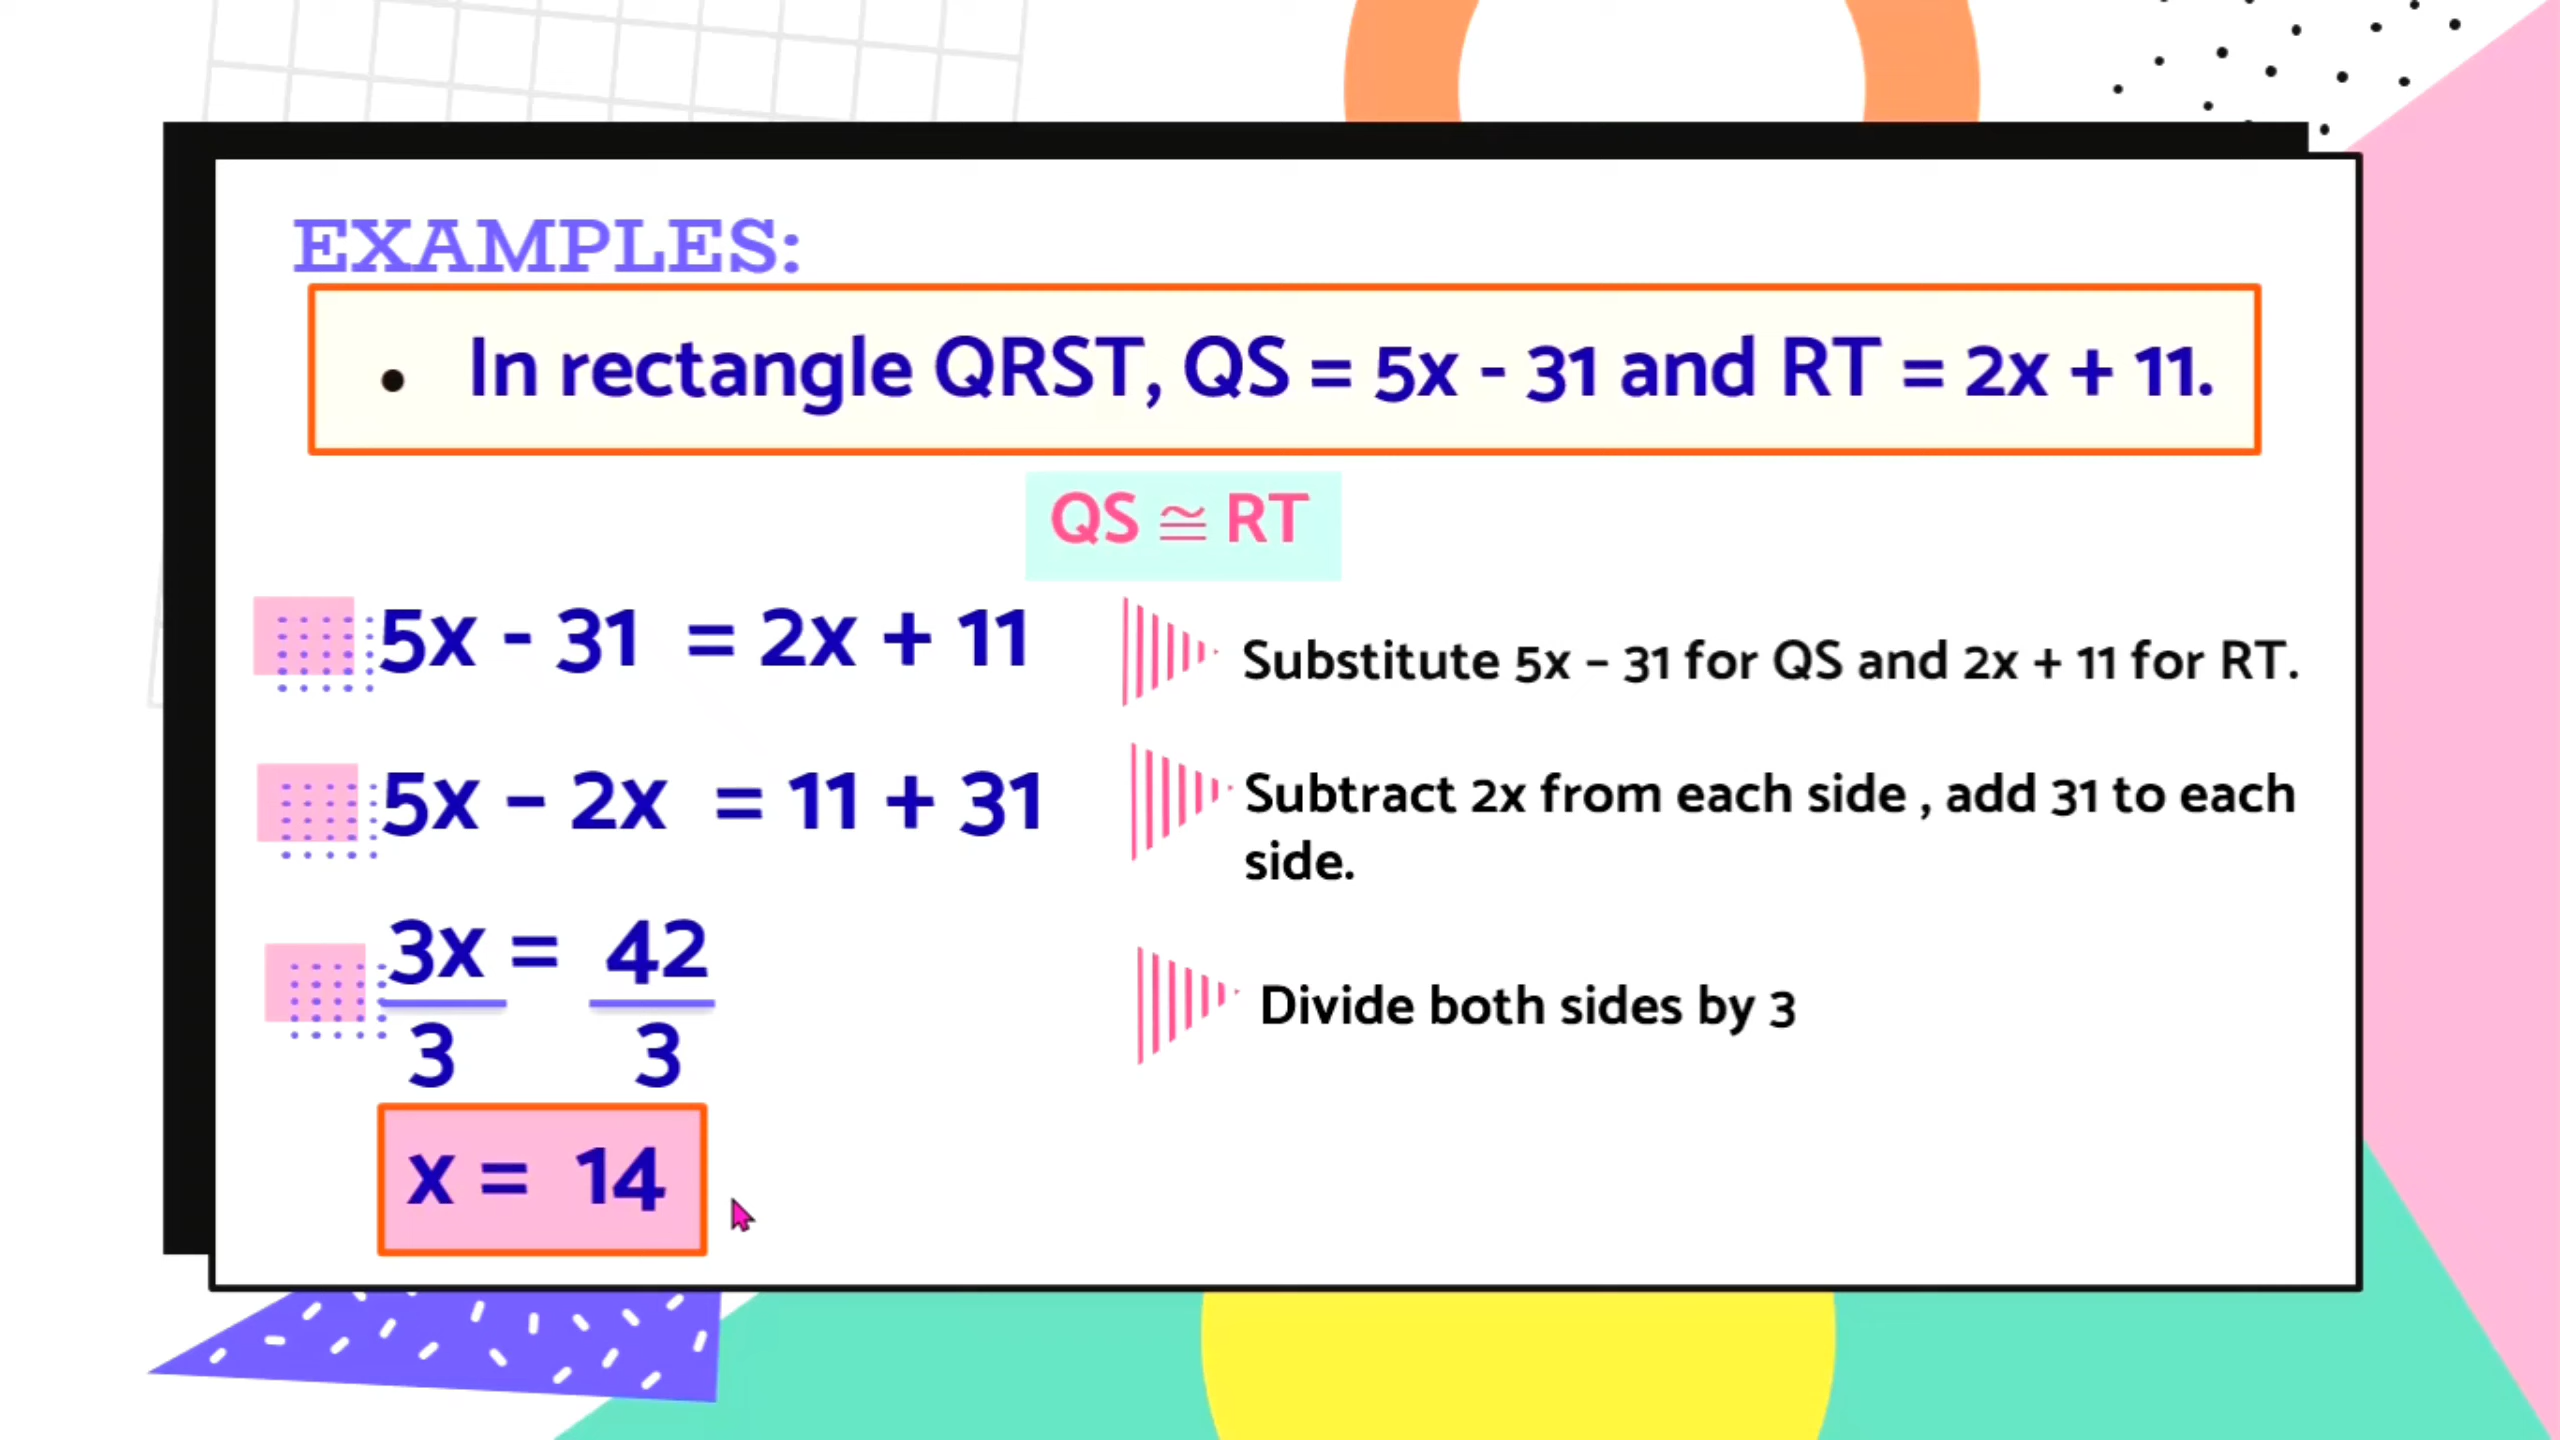 EXAMPLES:
• In rectangle QRST, QS = 5x - 31 and RT = 2x + 11.
QS ≅ RT
5x - 31 = 2x + 11
Substitute 5x – 31 for QS and 2x + 11 for RT.
5x – 2x = 11 + 31
Subtract 2x from each side , add 31 to each
side.
3x = 42
3 3
Divide both sides by 3
x = 14